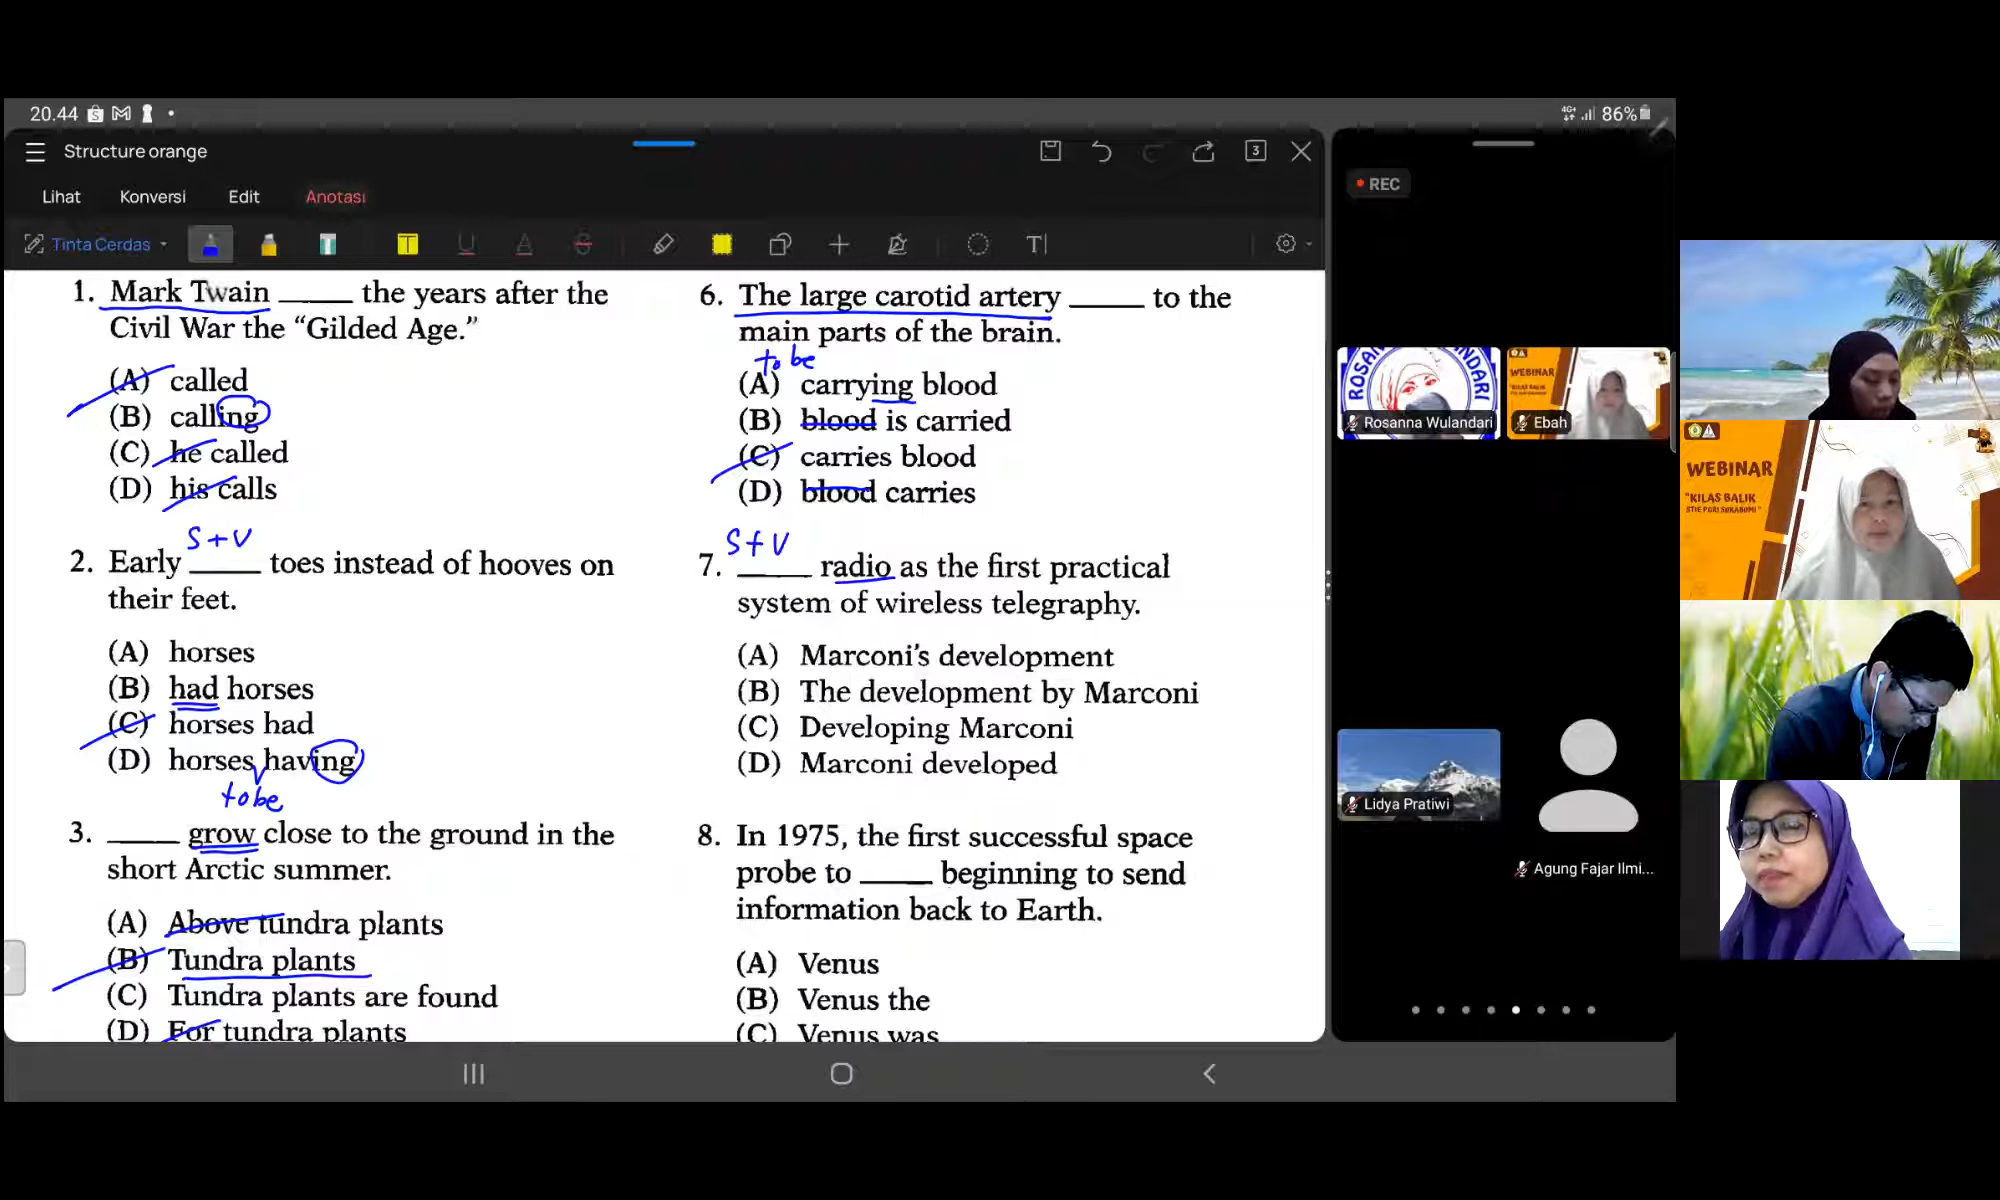 20.44
4G+ 86%
Structure orange
3
Lihat Konversi Edit Anotasi
Tinta Cerdas
1. Mark Twain _____ the years after the
Civil War the “Gilded Age.”
(A) called
(B) calling
(C) he called
(D) his calls
S+V
2. Early _____ toes instead of hooves on
their feet.
(A) horses
(B) had horses
(C) horses had
(D) horses having
to be
3. _____ grow close to the ground in the
short Arctic summer.
(A) Above tundra plants
(B) Tundra plants
(C) Tundra plants are found
(D) For tundra plants
6. The large carotid artery _____ to the
main parts of the brain.
to be
(A) carrying blood
(B) blood is carried
(C) carries blood
(D) blood carries
S+V
7. _____ radio as the first practical
system of wireless telegraphy.
(A) Marconi’s development
(B) The development by Marconi
(C) Developing Marconi
(D) Marconi developed
8. In 1975, the first successful space
probe to _____ beginning to send
information back to Earth.
(A) Venus
(B) Venus the
(C) Venus was
REC
Rosanna Wulandari
WEBINAR
Ebah
Lidya Pratiwi
Agung Fajar Ilmi...
WEBINAR
"KILAS BALIK
STIE PGRI SUKABUMI"